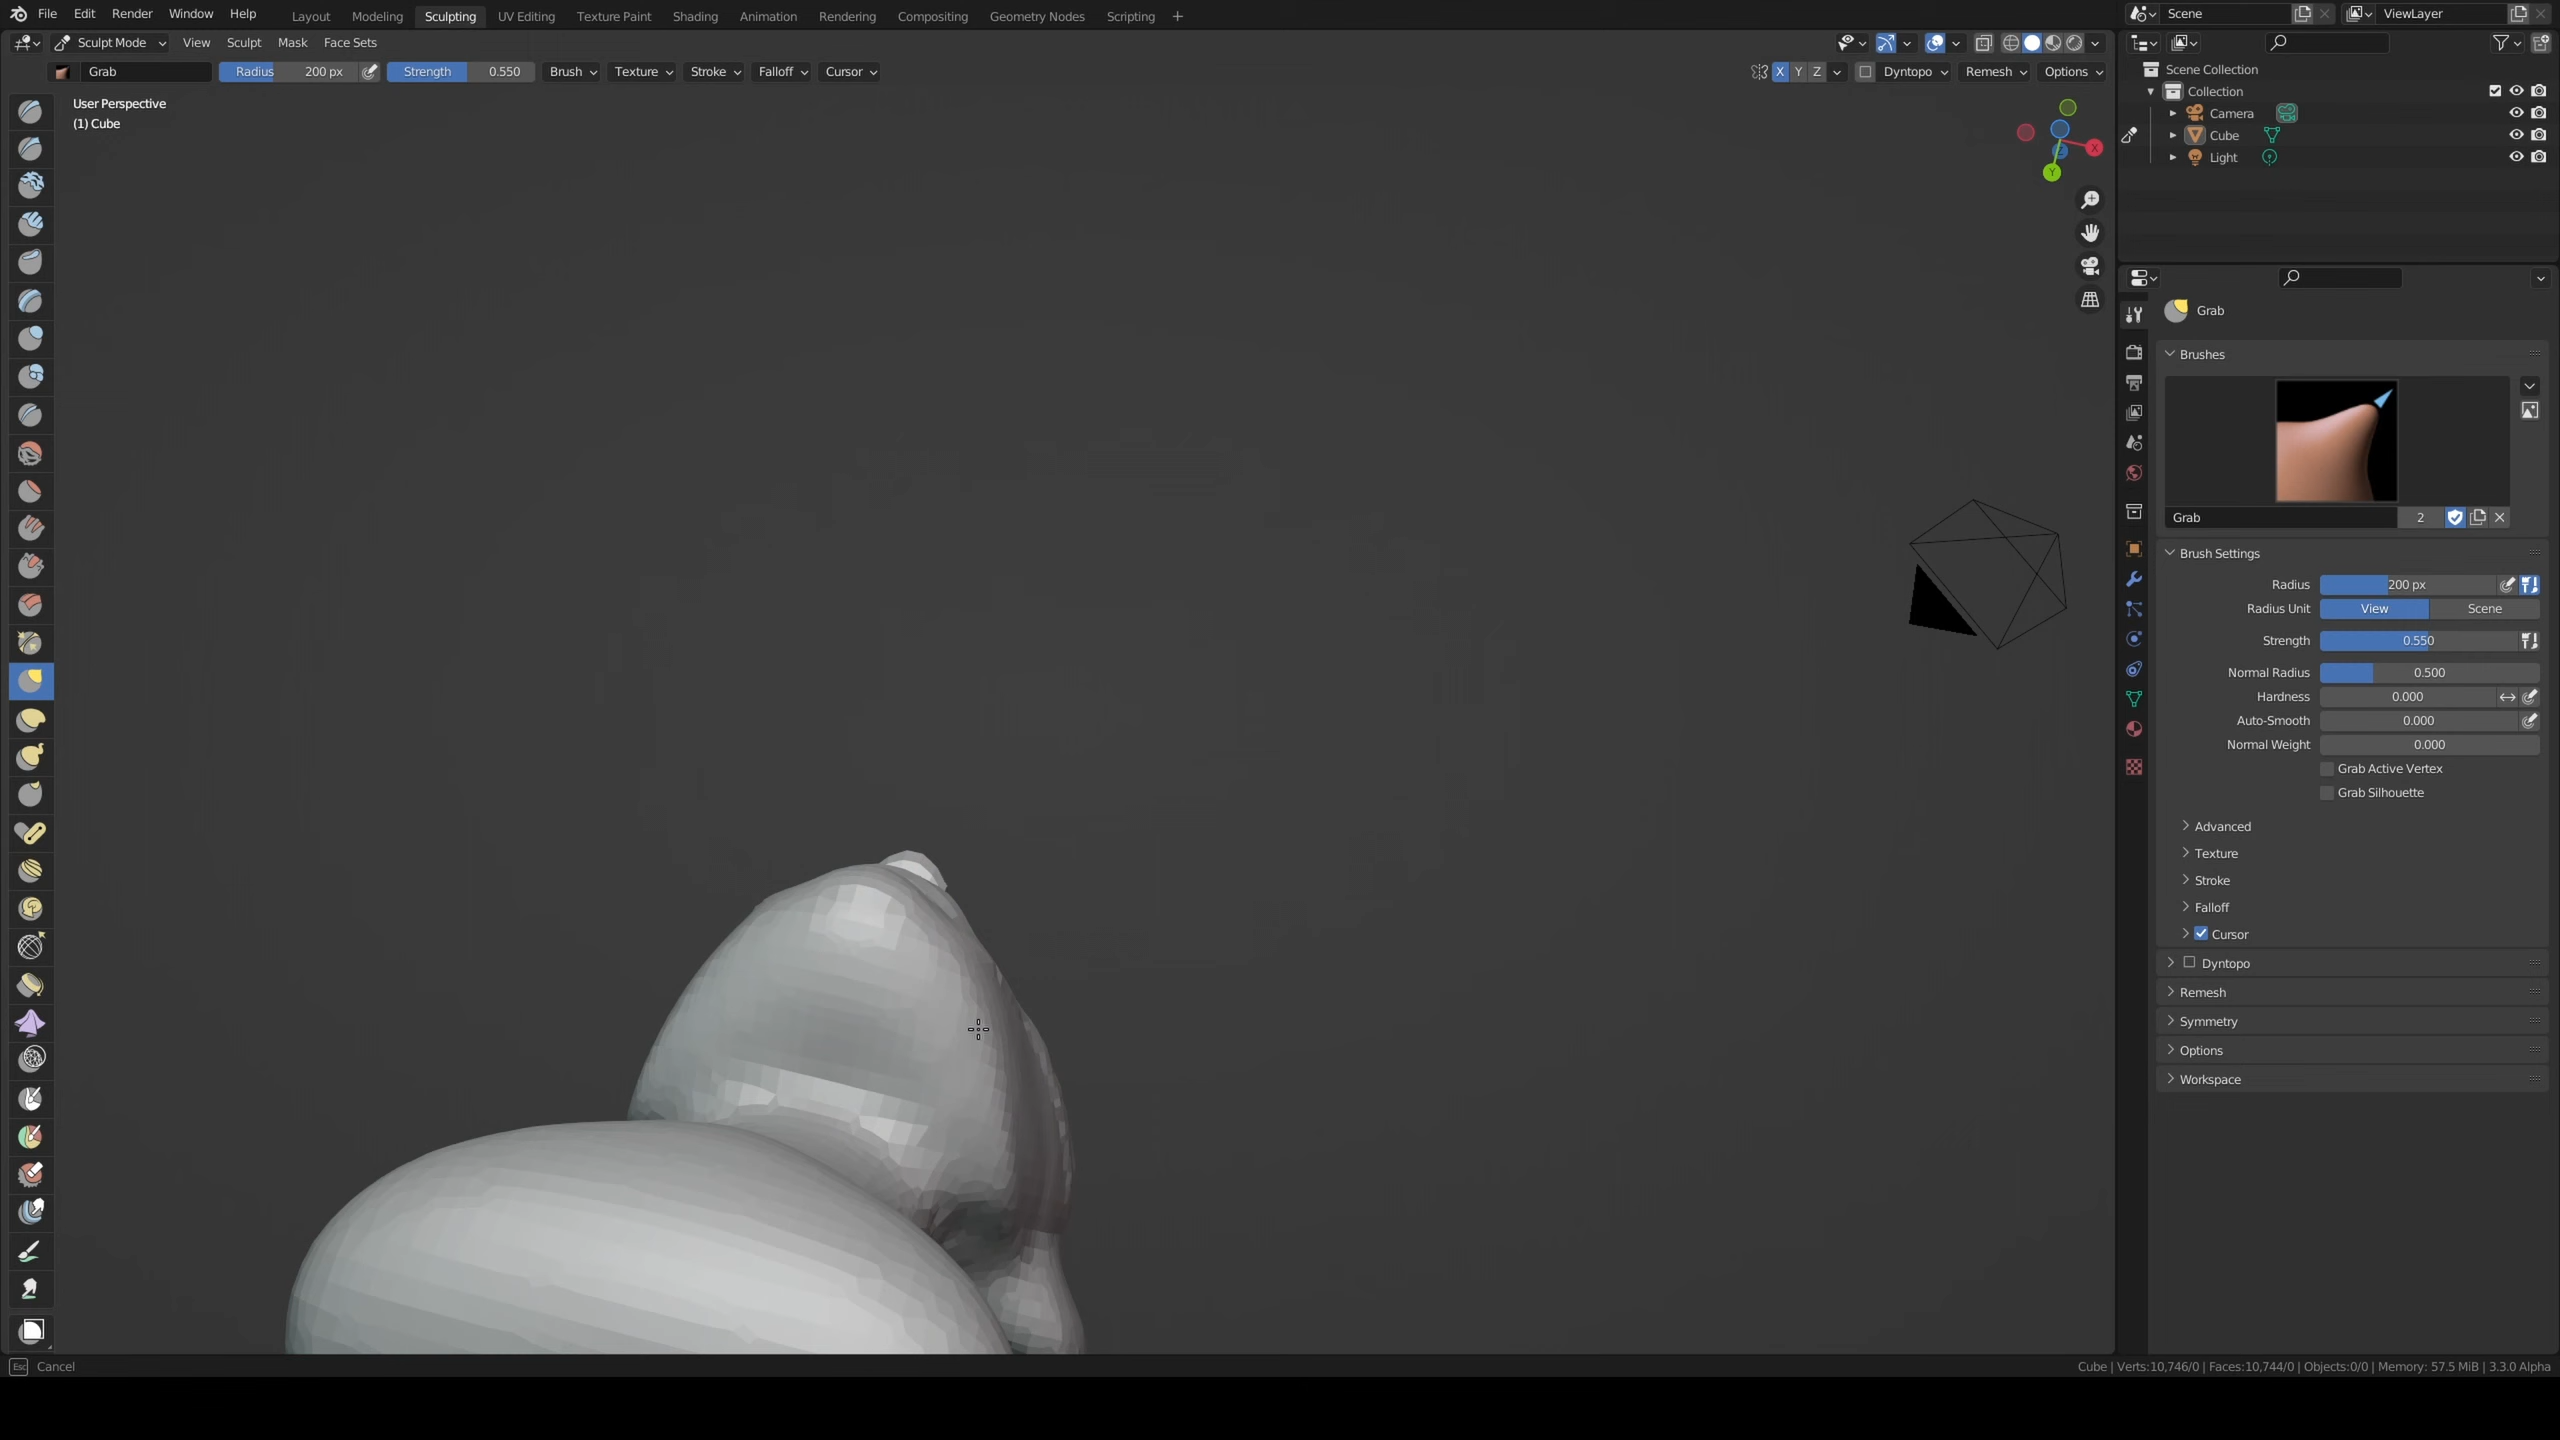 File Edit Render Window Help Layout Modeling Sculpting UV Editing Texture Paint Shading Animation Rendering Compositing Geometry Nodes Scripting + Scene ViewLayer
Sculpt Mode View Sculpt Mask Face Sets
Grab Radius 200 px Strength 0.550 Brush Texture Stroke Falloff Cursor X Y Z Dyntopo Remesh Options
User Perspective
(1) Cube
X
Y
Scene Collection
Collection
Camera
Cube
Light
Grab
Brushes
Grab 2
Brush Settings
Radius 200 px
Radius Unit View Scene
Strength 0.550
Normal Radius 0.500
Hardness 0.000
Auto-Smooth 0.000
Normal Weight 0.000
Grab Active Vertex
Grab Silhouette
Advanced
Texture
Stroke
Falloff
Cursor
Dyntopo
Remesh
Symmetry
Options
Workspace
Esc Cancel
Cube | Verts:10,746/0 | Faces:10,744/0 | Objects:0/0 | Memory: 57.5 MiB | 3.3.0 Alpha